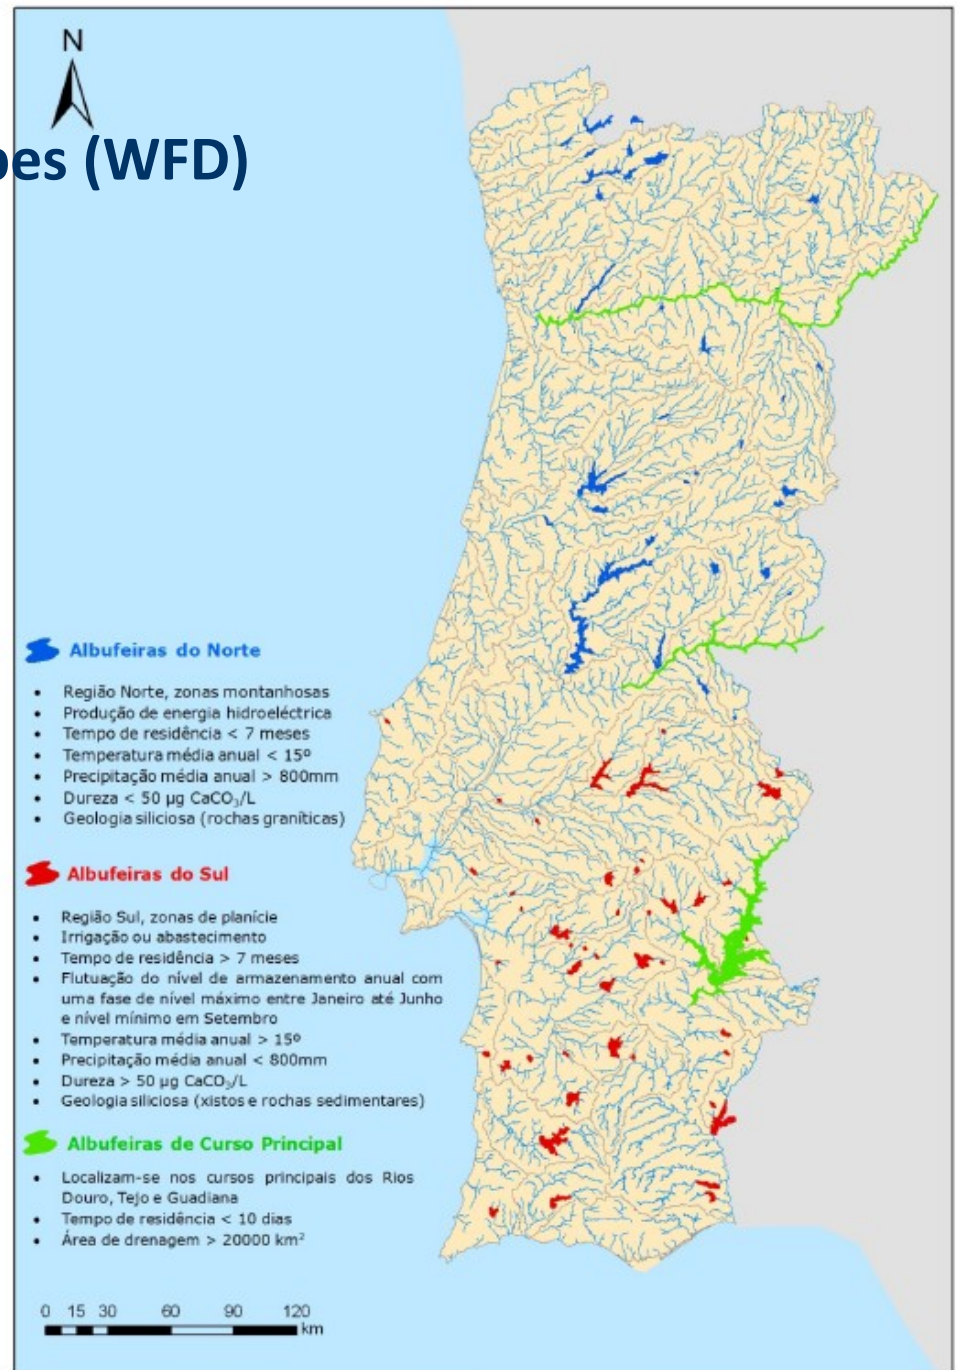 N
pes (WFD)
Albufeiras do Norte
• Região Norte, zonas montanhosas
• Produção de energia hidroeléctrica
• Tempo de residência < 7 meses
• Temperatura média anual < 15º
• Precipitação média anual > 800mm
• Dureza < 50 µg CaCO₃/L
• Geologia siliciosa (rochas graníticas)
Albufeiras do Sul
• Região Sul, zonas de planície
• Irrigação ou abastecimento
• Tempo de residência > 7 meses
• Flutuação do nível de armazenamento anual com
uma fase de nível máximo entre Janeiro até Junho
e nível mínimo em Setembro
• Temperatura média anual > 15º
• Precipitação média anual < 800mm
• Dureza > 50 µg CaCO₃/L
• Geologia siliciosa (xistos e rochas sedimentares)
Albufeiras de Curso Principal
• Localizam-se nos cursos principais dos Rios
Douro, Tejo e Guadiana
• Tempo de residência < 10 dias
• Área de drenagem > 20000 km²
0 15 30 60 90 120
km